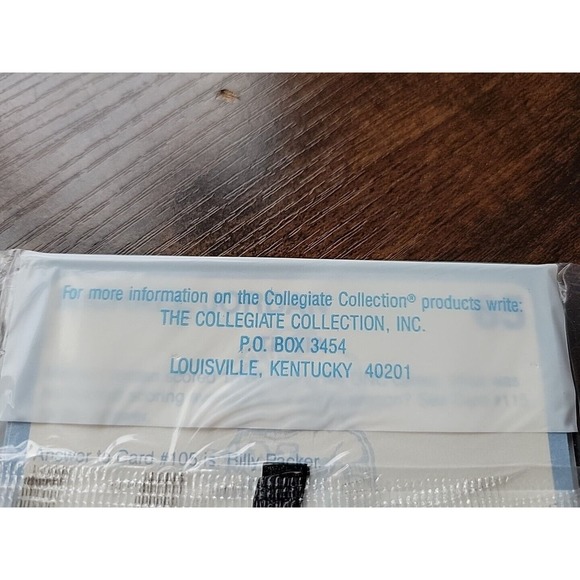 For more information on the Collegiate Collection® products write:
THE COLLEGIATE COLLECTION, INC.
P.O. BOX 3454
LOUISVILLE, KENTUCKY 40201
Answer to Card #109 is Billy Packer